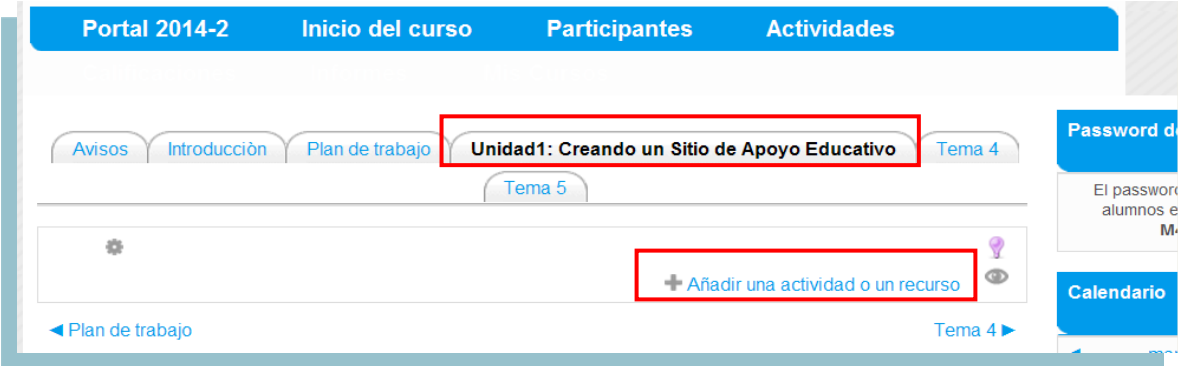 Portal 2014-2 Inicio del curso Participantes Actividades
Avisos Introducciòn Plan de trabajo Unidad1: Creando un Sitio de Apoyo Educativo Tema 4
Tema 5
Añadir una actividad o un recurso
◄ Plan de trabajo Tema 4 ►
Password d
El password
alumnos e
M
Calendario